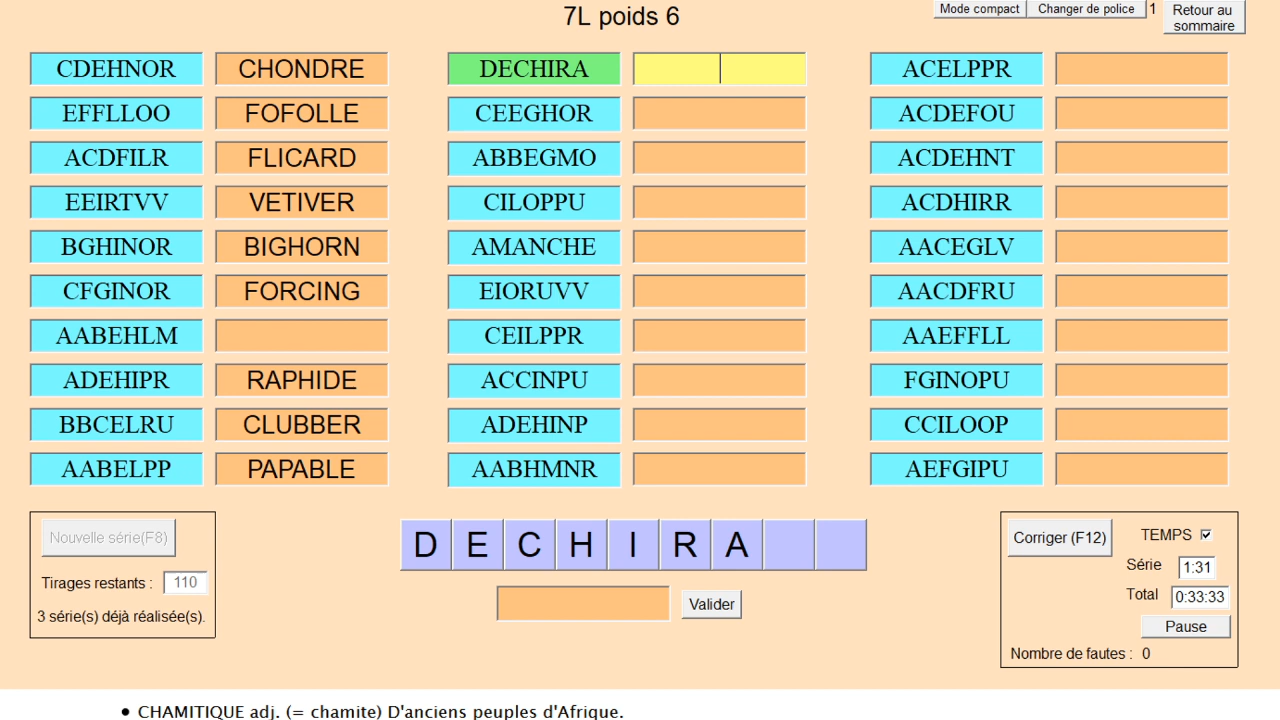 7L poids 6
Mode compact
Changer de police
1
Retour au
sommaire
CDEHNOR CHONDRE
EFFLLOO FOFOLLE
ACDFILR FLICARD
EEIRTVV VETIVER
BGHINOR BIGHORN
CFGINOR FORCING
AABEHLM
ADEHIPR RAPHIDE
BBCELRU CLUBBER
AABELPP PAPABLE
DECHIRA
CEEGHOR
ABBEGMO
CILOPPU
AMANCHE
EIORUVV
CEILPPR
ACCINPU
ADEHINP
AABHMNR
ACELPPR
ACDEFOU
ACDEHNT
ACDHIRR
AACEGLV
AACDFRU
AAEFFLL
FGINOPU
CCILOOP
AEFGIPU
Nouvelle série(F8)
Tirages restants : 110
3 série(s) déjà réalisée(s).
D E C H I R A
Valider
Corriger (F12)
TEMPS
Série 1:31
Total 0:33:33
Pause
Nombre de fautes : 0
• CHAMITIQUE adj. (= chamite) D'anciens peuples d'Afrique.